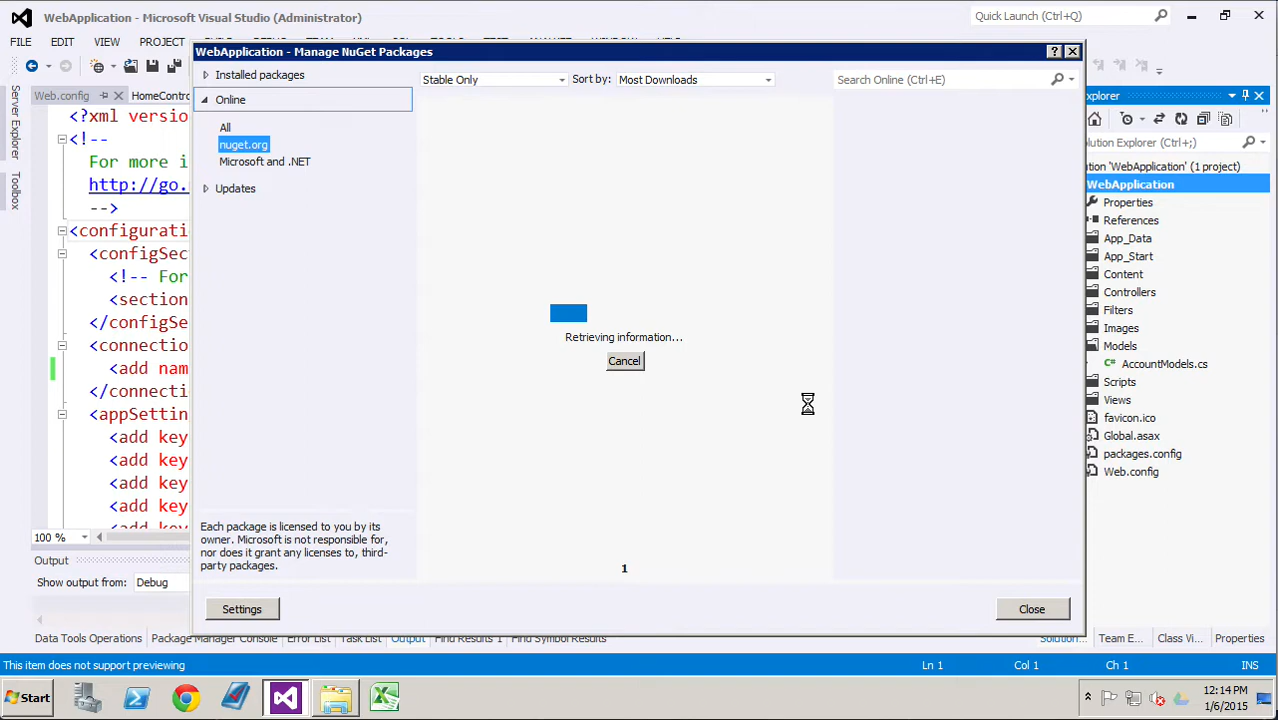 WebApplication - Microsoft Visual Studio (Administrator)
Quick Launch (Ctrl+Q)
FILE EDIT VIEW PROJECT
WebApplication - Manage NuGet Packages
Installed packages
Stable Only
Sort by: Most Downloads
Search Online (Ctrl+E)
Online
All
nuget.org
Microsoft and .NET
Updates
Retrieving information...
Cancel
Each package is licensed to you by its
owner. Microsoft is not responsible for,
nor does it grant any licenses to, third-
party packages.
1
Settings
Close
Server Explorer
Toolbox
Web.config
HomeContro
<?xml versio
<!--
For more i
http://go.
-->
<configurati
<configSec
<!-- For
<section
</configSe
<connectio
<add nam
</connecti
<appSettin
<add key
<add key
<add key
<add key
<add key
100 %
Output
Show output from: Debug
xplorer
olution Explorer (Ctrl+;)
tion 'WebApplication' (1 project)
WebApplication
Properties
References
App_Data
App_Start
Content
Controllers
Filters
Images
Models
C# AccountModels.cs
Scripts
Views
favicon.ico
Global.asax
packages.config
Web.config
Data Tools Operations Package Manager Console Error List Task List Output Find Results 1 Find Symbol Results
Solution... Team E... Class Vi... Properties
This item does not support previewing
Ln 1 Col 1 Ch 1 INS
Start
12:14 PM
1/6/2015